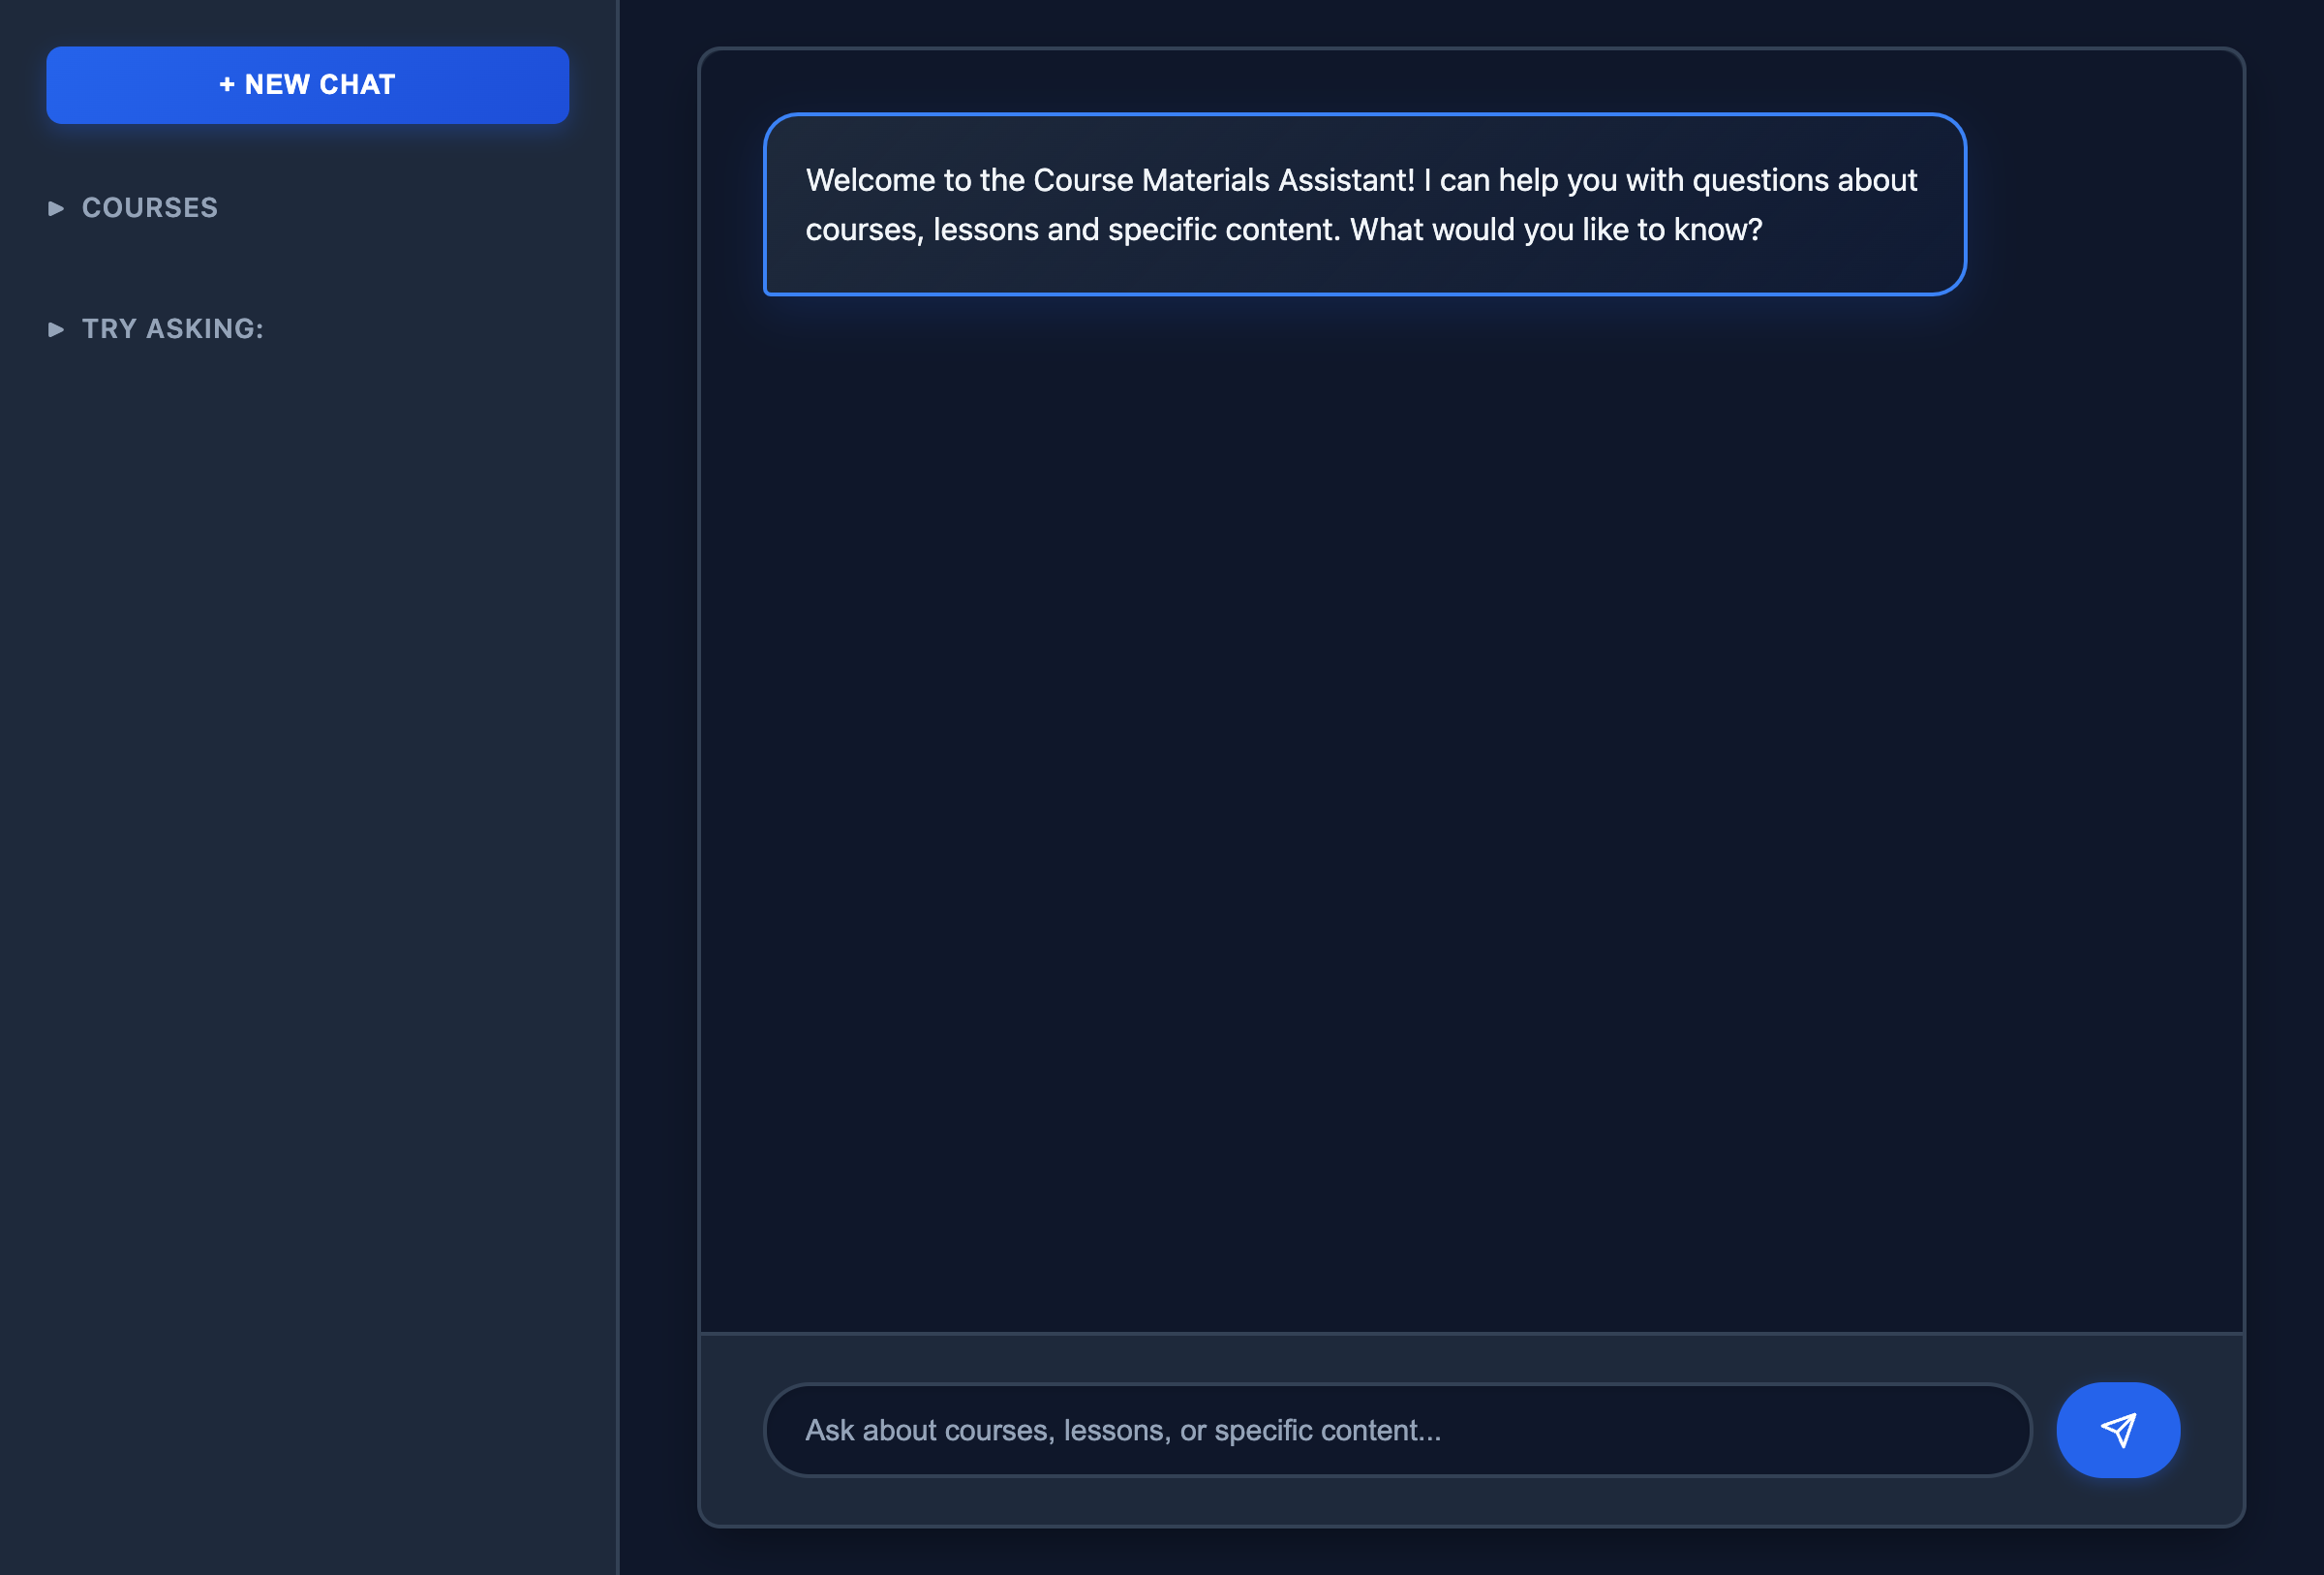 + NEW CHAT
COURSES
TRY ASKING:
Welcome to the Course Materials Assistant! I can help you with questions about
courses, lessons and specific content. What would you like to know?
Ask about courses, lessons, or specific content...